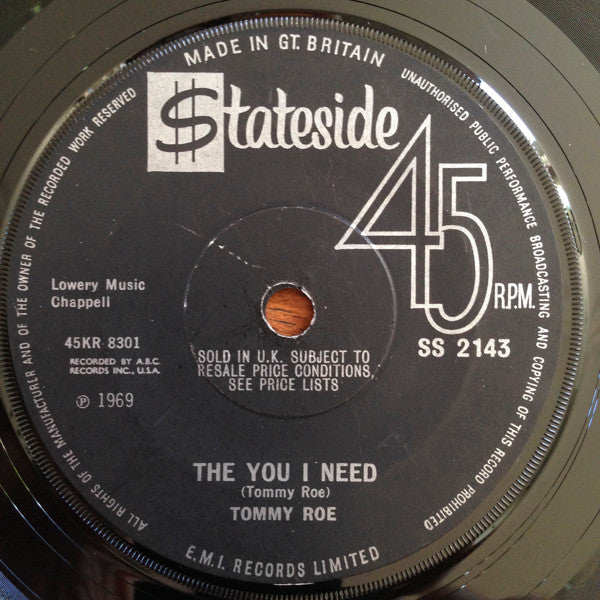 MADE IN GT. BRITAIN
UNAUTHORISED PUBLIC PERFORMANCE BROADCASTING AND COPYING OF THIS RECORD PROHIBITED
ALL RIGHTS OF THE MANUFACTURER AND OF THE OWNER OF THE RECORDED WORK RESERVED
$tateside
45
R.P.M.
SS 2143
Lowery Music
Chappell
45KR 8301
RECORDED BY A.B.C.
RECORDS INC., U.S.A.
℗ 1969
SOLD IN U.K. SUBJECT TO
RESALE PRICE CONDITIONS,
SEE PRICE LISTS
THE YOU I NEED
(Tommy Roe)
TOMMY ROE
E.M.I. RECORDS LIMITED